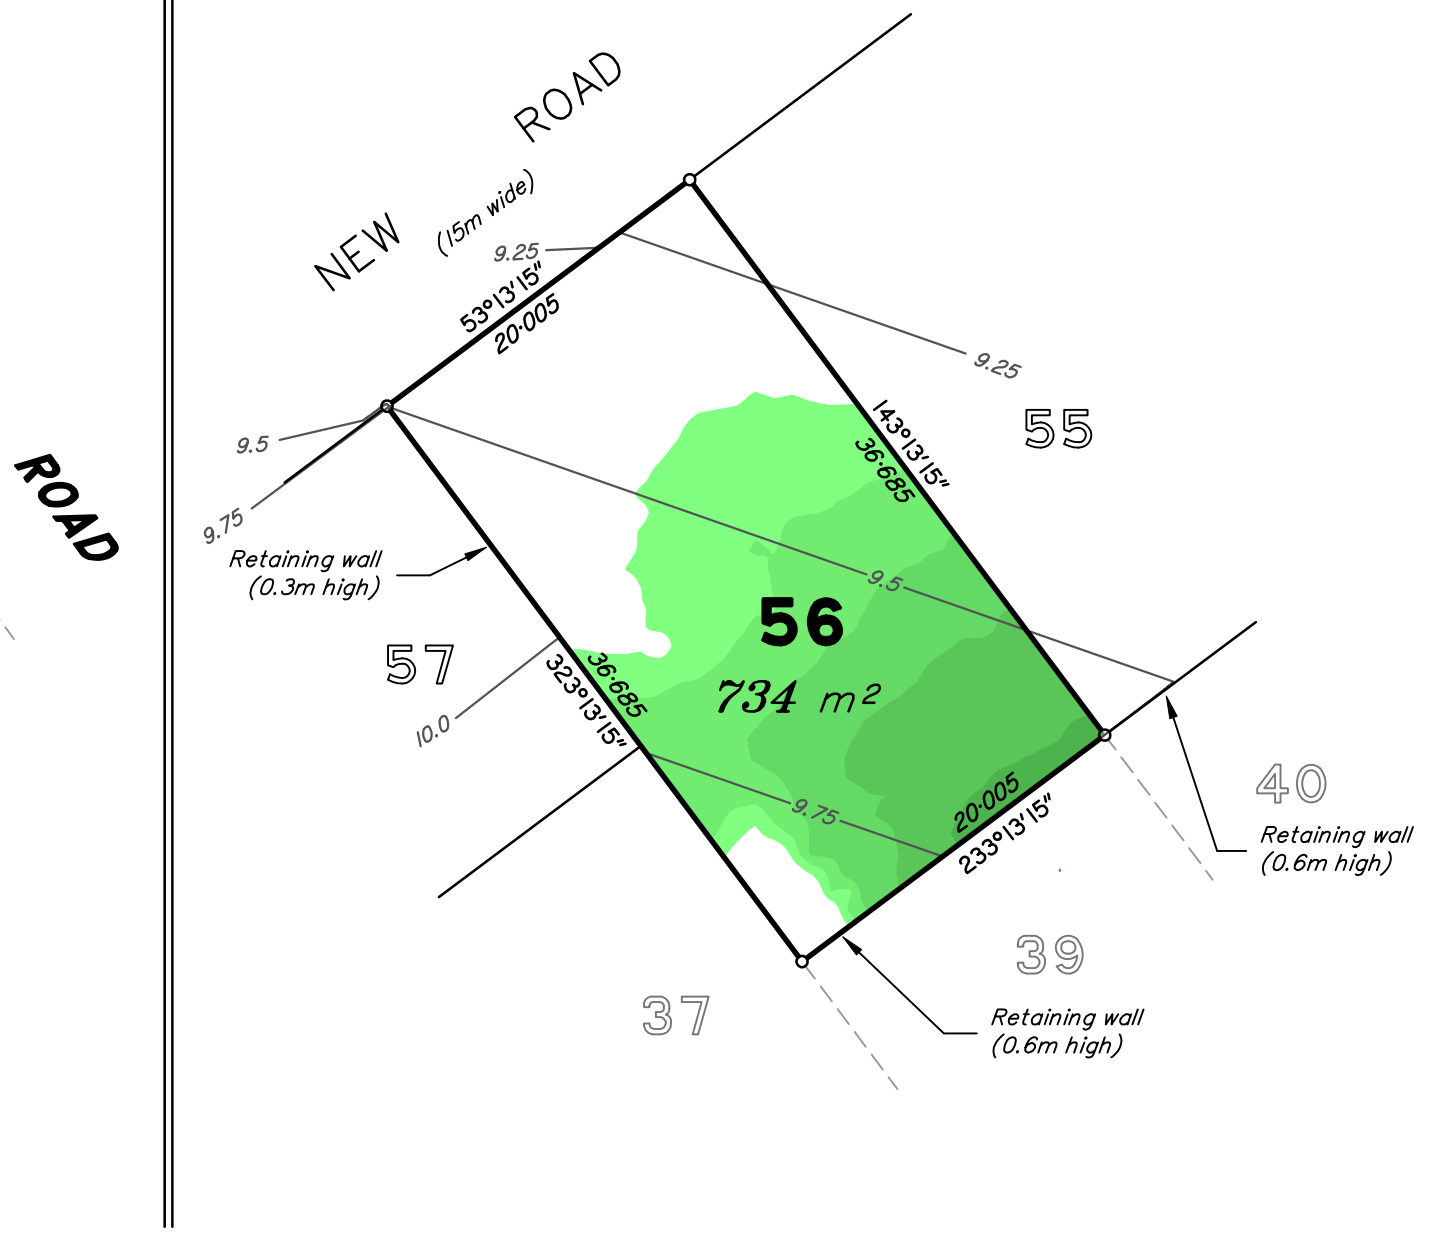 NEW ROAD
(15m wide)
9.25
53°13'15"
20·005
9.25
ROAD
9.5
9.75
143°13'15"
36·685
55
Retaining wall
(0.3m high)
9.5
56
734 m²
57
10.0
36·685
323°13'15"
9.75
20·005
233°13'15"
40
Retaining wall
(0.6m high)
39
37
Retaining wall
(0.6m high)